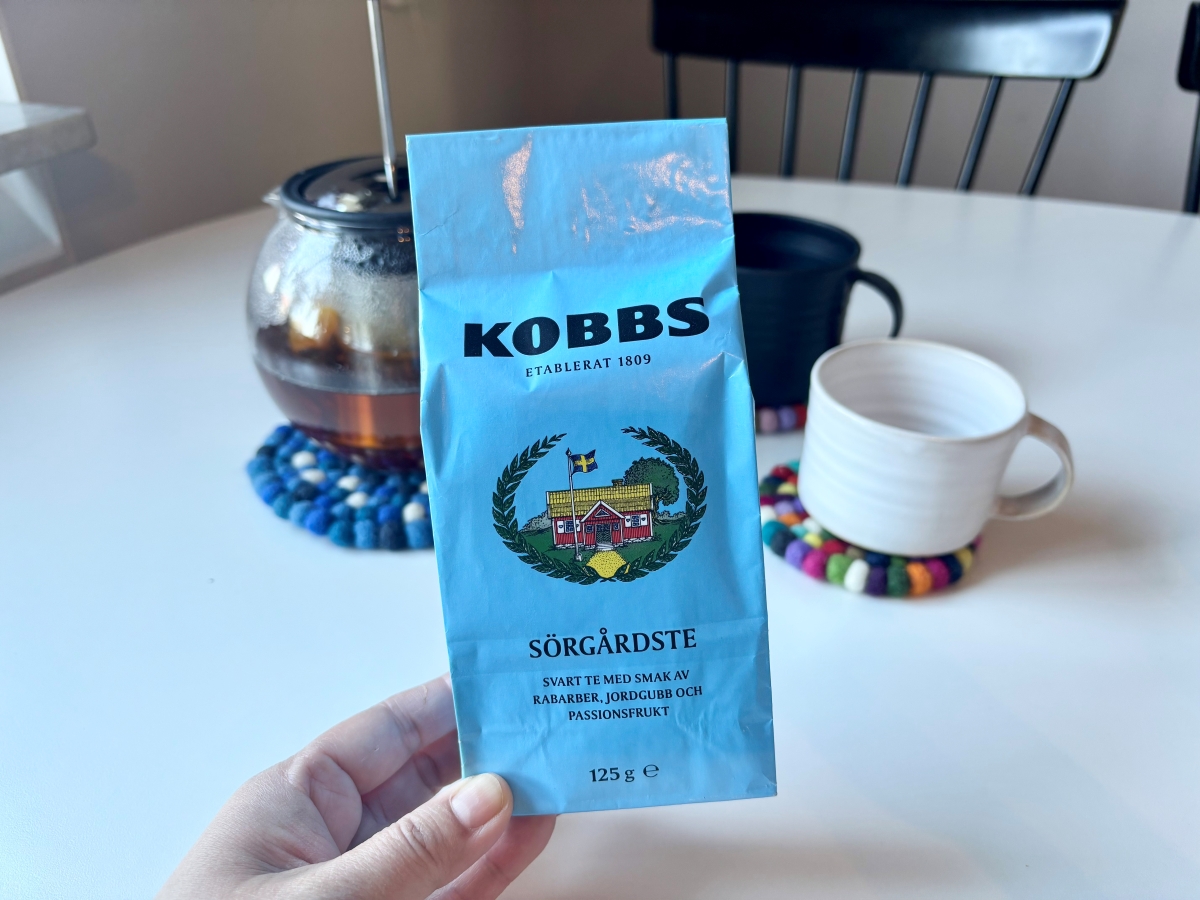 KOBBS
ETABLERAT 1809
SÖRGÅRDSTE
SVART TE MED SMAK AV
RABARBER, JORDGUBB OCH
PASSIONSFRUKT
125 g ℮